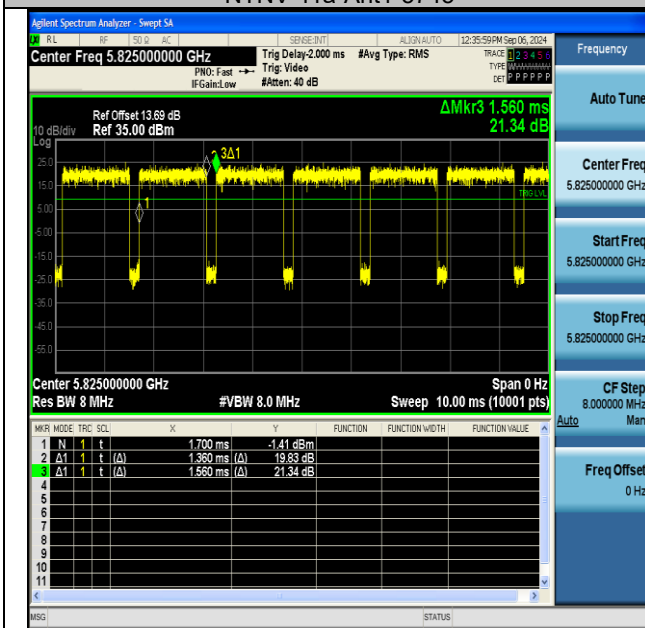 Agilent Spectrum Analyzer - Swept SA
RL RF 50 Ω AC SENSE:INT ALIGN AUTO 12:35:59 PM Sep 06, 2024
Center Freq 5.825000000 GHz
PNO: Fast
IFGain:Low
Trig Delay-2.000 ms
Trig: Video
#Atten: 40 dB
#Avg Type: RMS
TRACE 1 2 3 4 5 6
TYPE
DET P P P P P P
ΔMkr3 1.560 ms
21.34 dB
Ref Offset 13.69 dB
10 dB/div Ref 35.00 dBm
Log
25.0
15.0
5.00
-5.00
-15.0
-25.0
-35.0
-45.0
-55.0
3Δ1
1
TRIG LVL
Center 5.825000000 GHz Span 0 Hz
Res BW 8 MHz #VBW 8.0 MHz Sweep 10.00 ms (10001 pts)
MKR MODE TRC SCL X Y FUNCTION FUNCTION WIDTH FUNCTION VALUE
1 N 1 t 1.700 ms -1.41 dBm
2 Δ1 1 t (Δ) 1.360 ms (Δ) 19.83 dB
3 Δ1 1 t (Δ) 1.560 ms (Δ) 21.34 dB
4
5
6
7
8
9
10
11
MSG STATUS
Frequency
Auto Tune
Center Freq
5.825000000 GHz
Start Freq
5.825000000 GHz
Stop Freq
5.825000000 GHz
CF Step
8.000000 MHz
Auto Man
Freq Offset
0 Hz